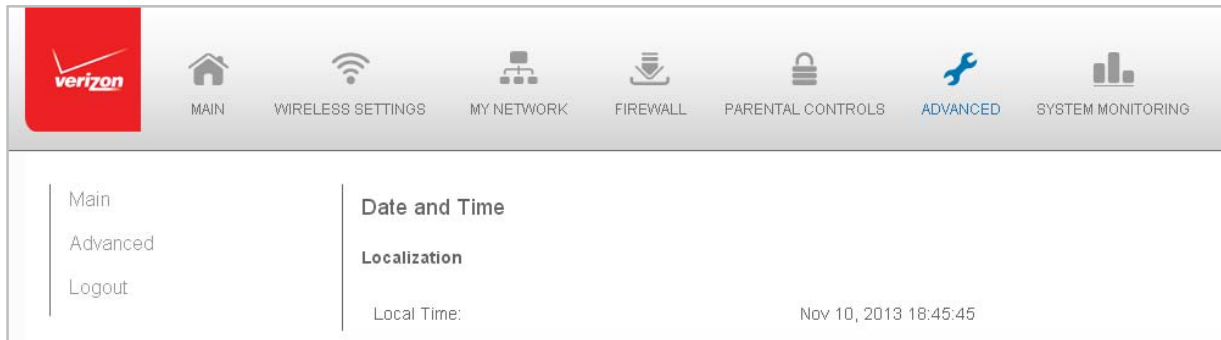 verizon
MAIN WIRELESS SETTINGS MY NETWORK FIREWALL PARENTAL CONTROLS ADVANCED SYSTEM MONITORING
Main
Advanced
Logout
Date and Time
Localization
Local Time: Nov 10, 2013 18:45:45